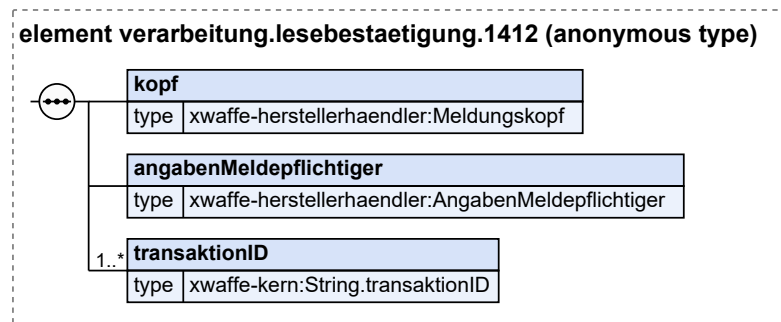 element verarbeitung.lesebestaetigung.1412 (anonymous type)
kopf
type xwaffe-herstellerhaendler:Meldungskopf
angabenMeldepflichtiger
type xwaffe-herstellerhaendler:AngabenMeldepflichtiger
1..* transaktionID
type xwaffe-kern:String.transaktionID